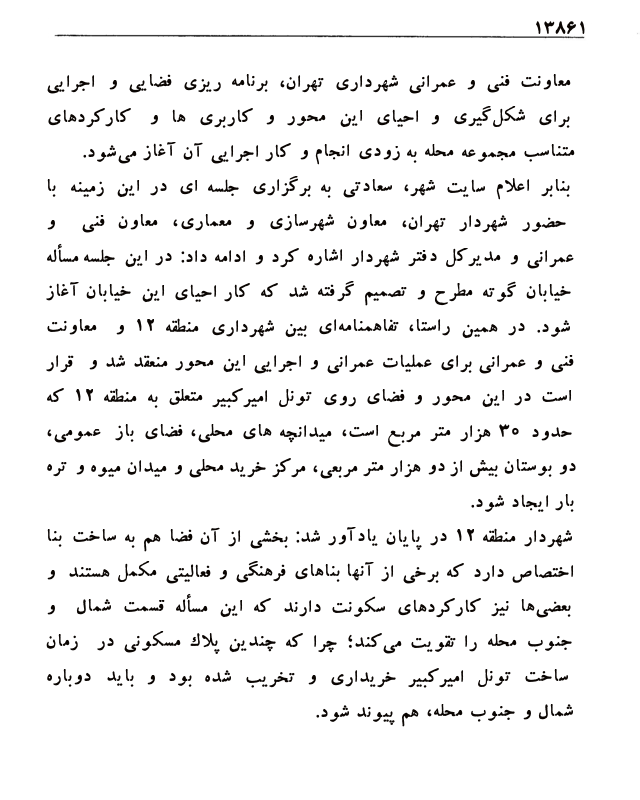 ۱۳۸۶۱
معاونت فنی و عمرانی شهرداری تهران، برنامه ریزی فضایی و اجرایی
برای شکل‌گیری و احیای این محور و کاربری ها و کارکردهای
متناسب مجموعه محله به زودی انجام و کار اجرایی آن آغاز می‌شود.
بنابر اعلام سایت شهر، سعادتی به برگزاری جلسه ای در این زمینه با
حضور شهردار تهران، معاون شهرسازی و معماری، معاون فنی و
عمرانی و مدیرکل دفتر شهردار اشاره کرد و ادامه داد: در این جلسه مسأله
خیابان گوته مطرح و تصمیم گرفته شد که کار احیای این خیابان آغاز
شود. در همین راستا، تفاهمنامه‌ای بین شهرداری منطقه ۱۲ و معاونت
فنی و عمرانی برای عملیات عمرانی و اجرایی این محور منعقد شد و قرار
است در این محور و فضای روی تونل امیرکبیر متعلق به منطقه ۱۲ که
حدود ۳۰ هزار متر مربع است، میدانچه های محلی، فضای باز عمومی،
دو بوستان بیش از دو هزار متر مربعی، مرکز خرید محلی و میدان میوه و تره
بار ایجاد شود.
شهردار منطقه ۱۲ در پایان یادآور شد: بخشی از آن فضا هم به ساخت بنا
اختصاص دارد که برخی از آنها بناهای فرهنگی و فعالیتی مکمل هستند و
بعضی‌ها نیز کارکردهای سکونت دارند که این مسأله قسمت شمال و
جنوب محله را تقویت می‌کند؛ چرا که چندین پلاك مسکونی در زمان
ساخت تونل امیرکبیر خریداری و تخریب شده بود و باید دوباره
شمال و جنوب محله، هم پیوند شود.